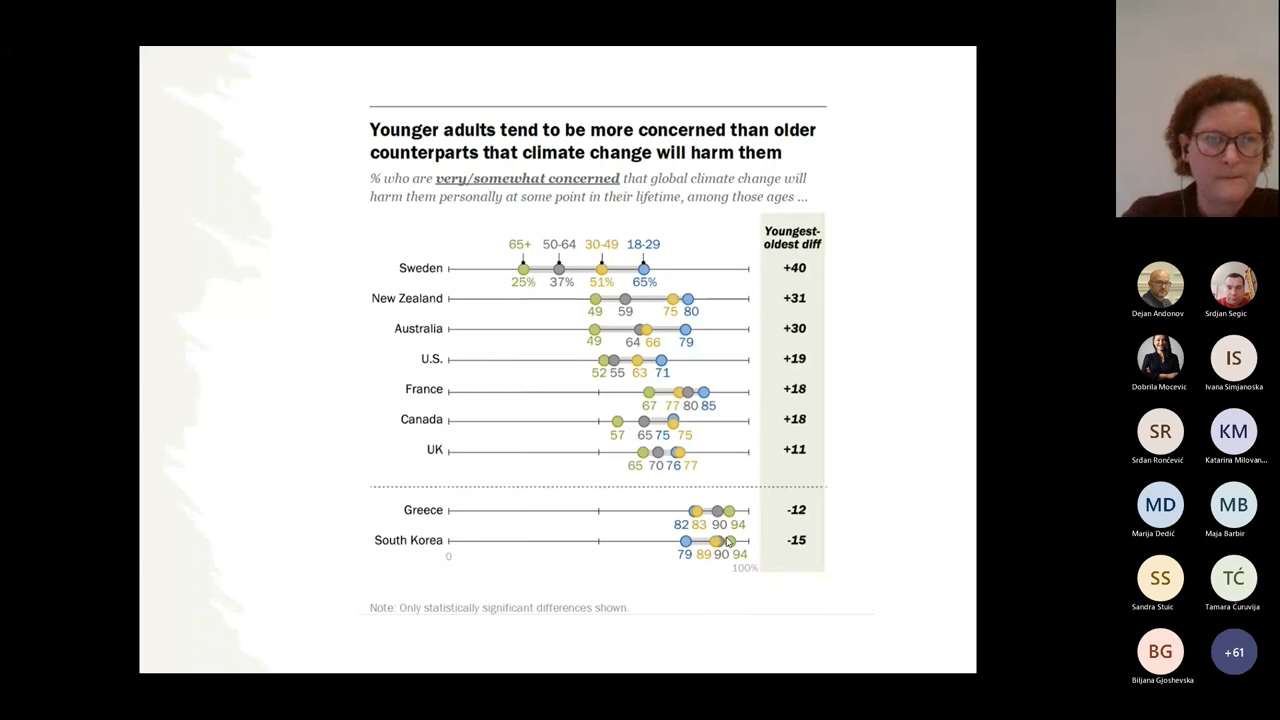 Younger adults tend to be more concerned than older
counterparts that climate change will harm them
% who are very/somewhat concerned that global climate change will
harm them personally at some point in their lifetime, among those ages ...
Youngest-
oldest diff
65+ 50-64 30-49 18-29
Sweden +40
25% 37% 51% 65%
New Zealand +31
49 59 75 80
Australia +30
49 64 66 79
U.S. +19
52 55 63 71
France +18
67 77 80 85
Canada +18
57 65 75 75
UK +11
65 70 76 77
Greece -12
82 83 90 94
South Korea -15
79 89 90 94
0
100%
Note: Only statistically significant differences shown.
Dejan Andonov
Srdjan Segic
Dobrila Mocevic
IS
Ivana Simjanoska
SR
Srđan Rončević
KM
Katarina Milovan...
MD
Marija Dedić
MB
Maja Barbir
SS
Sandra Stuic
TĆ
Tamara Ćuruvija
BG
Biljana Gjoshevska
+61